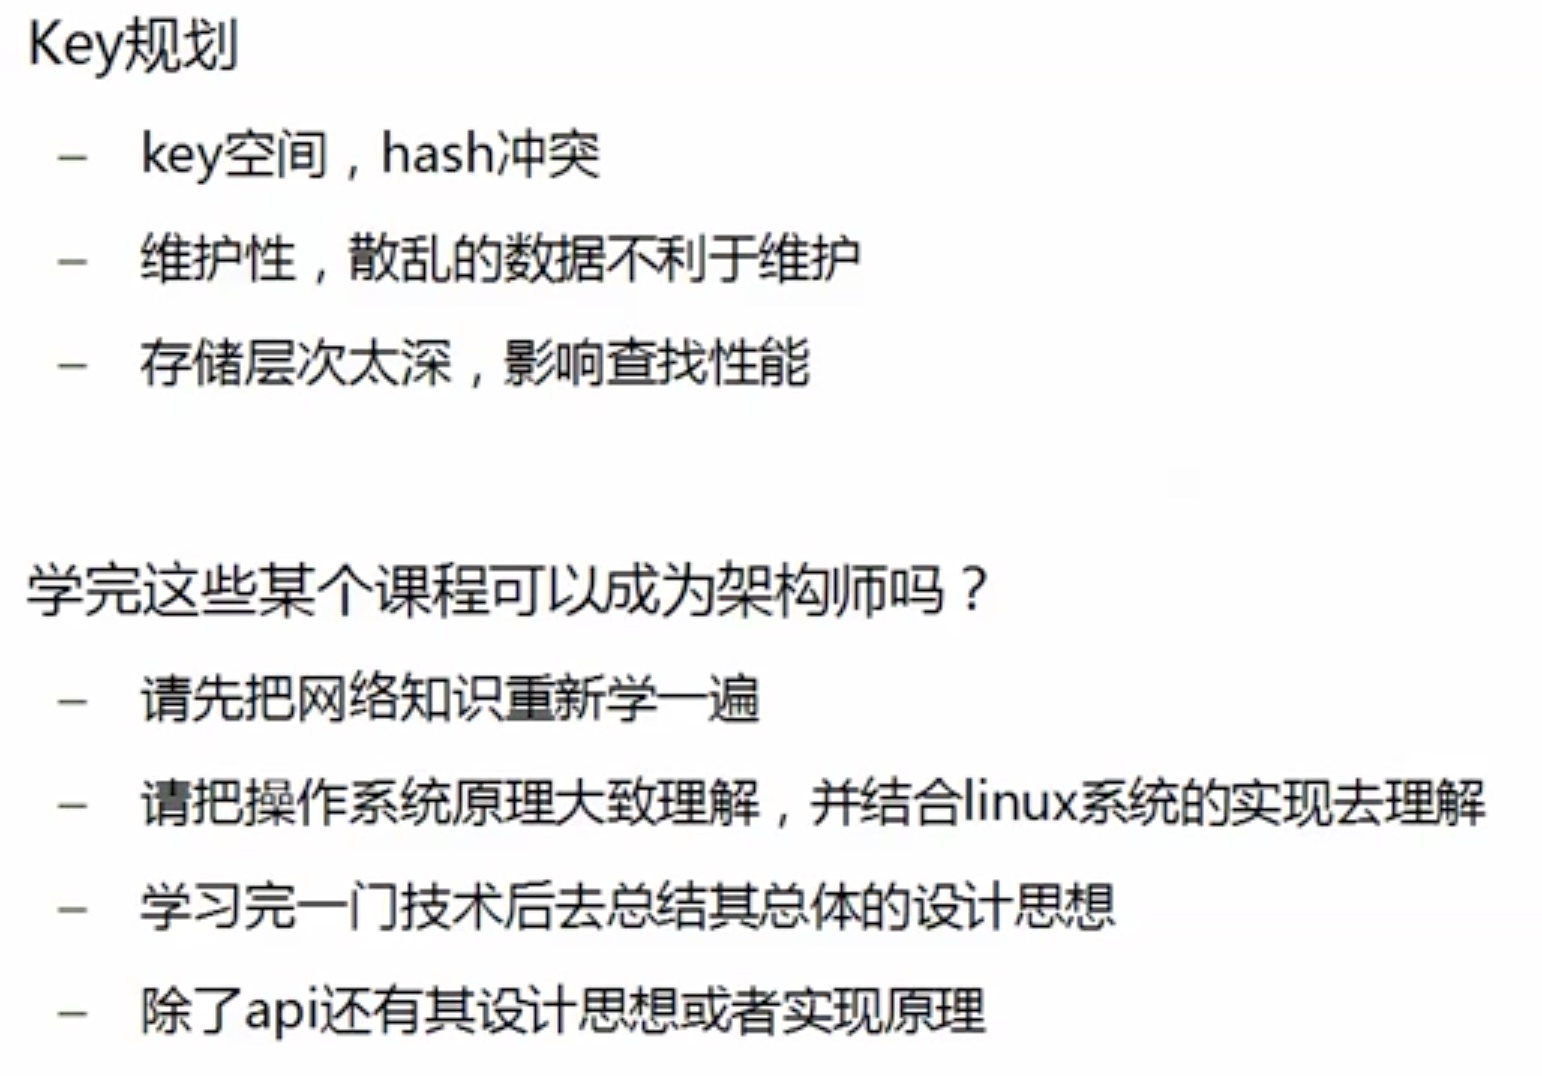 Key规划
– key空间，hash冲突
– 维护性，散乱的数据不利于维护
– 存储层次太深，影响查找性能
学完这些某个课程可以成为架构师吗？
– 请先把网络知识重新学一遍
– 请把操作系统原理大致理解，并结合linux系统的实现去理解
– 学习完一门技术后去总结其总体的设计思想
– 除了api还有其设计思想或者实现原理